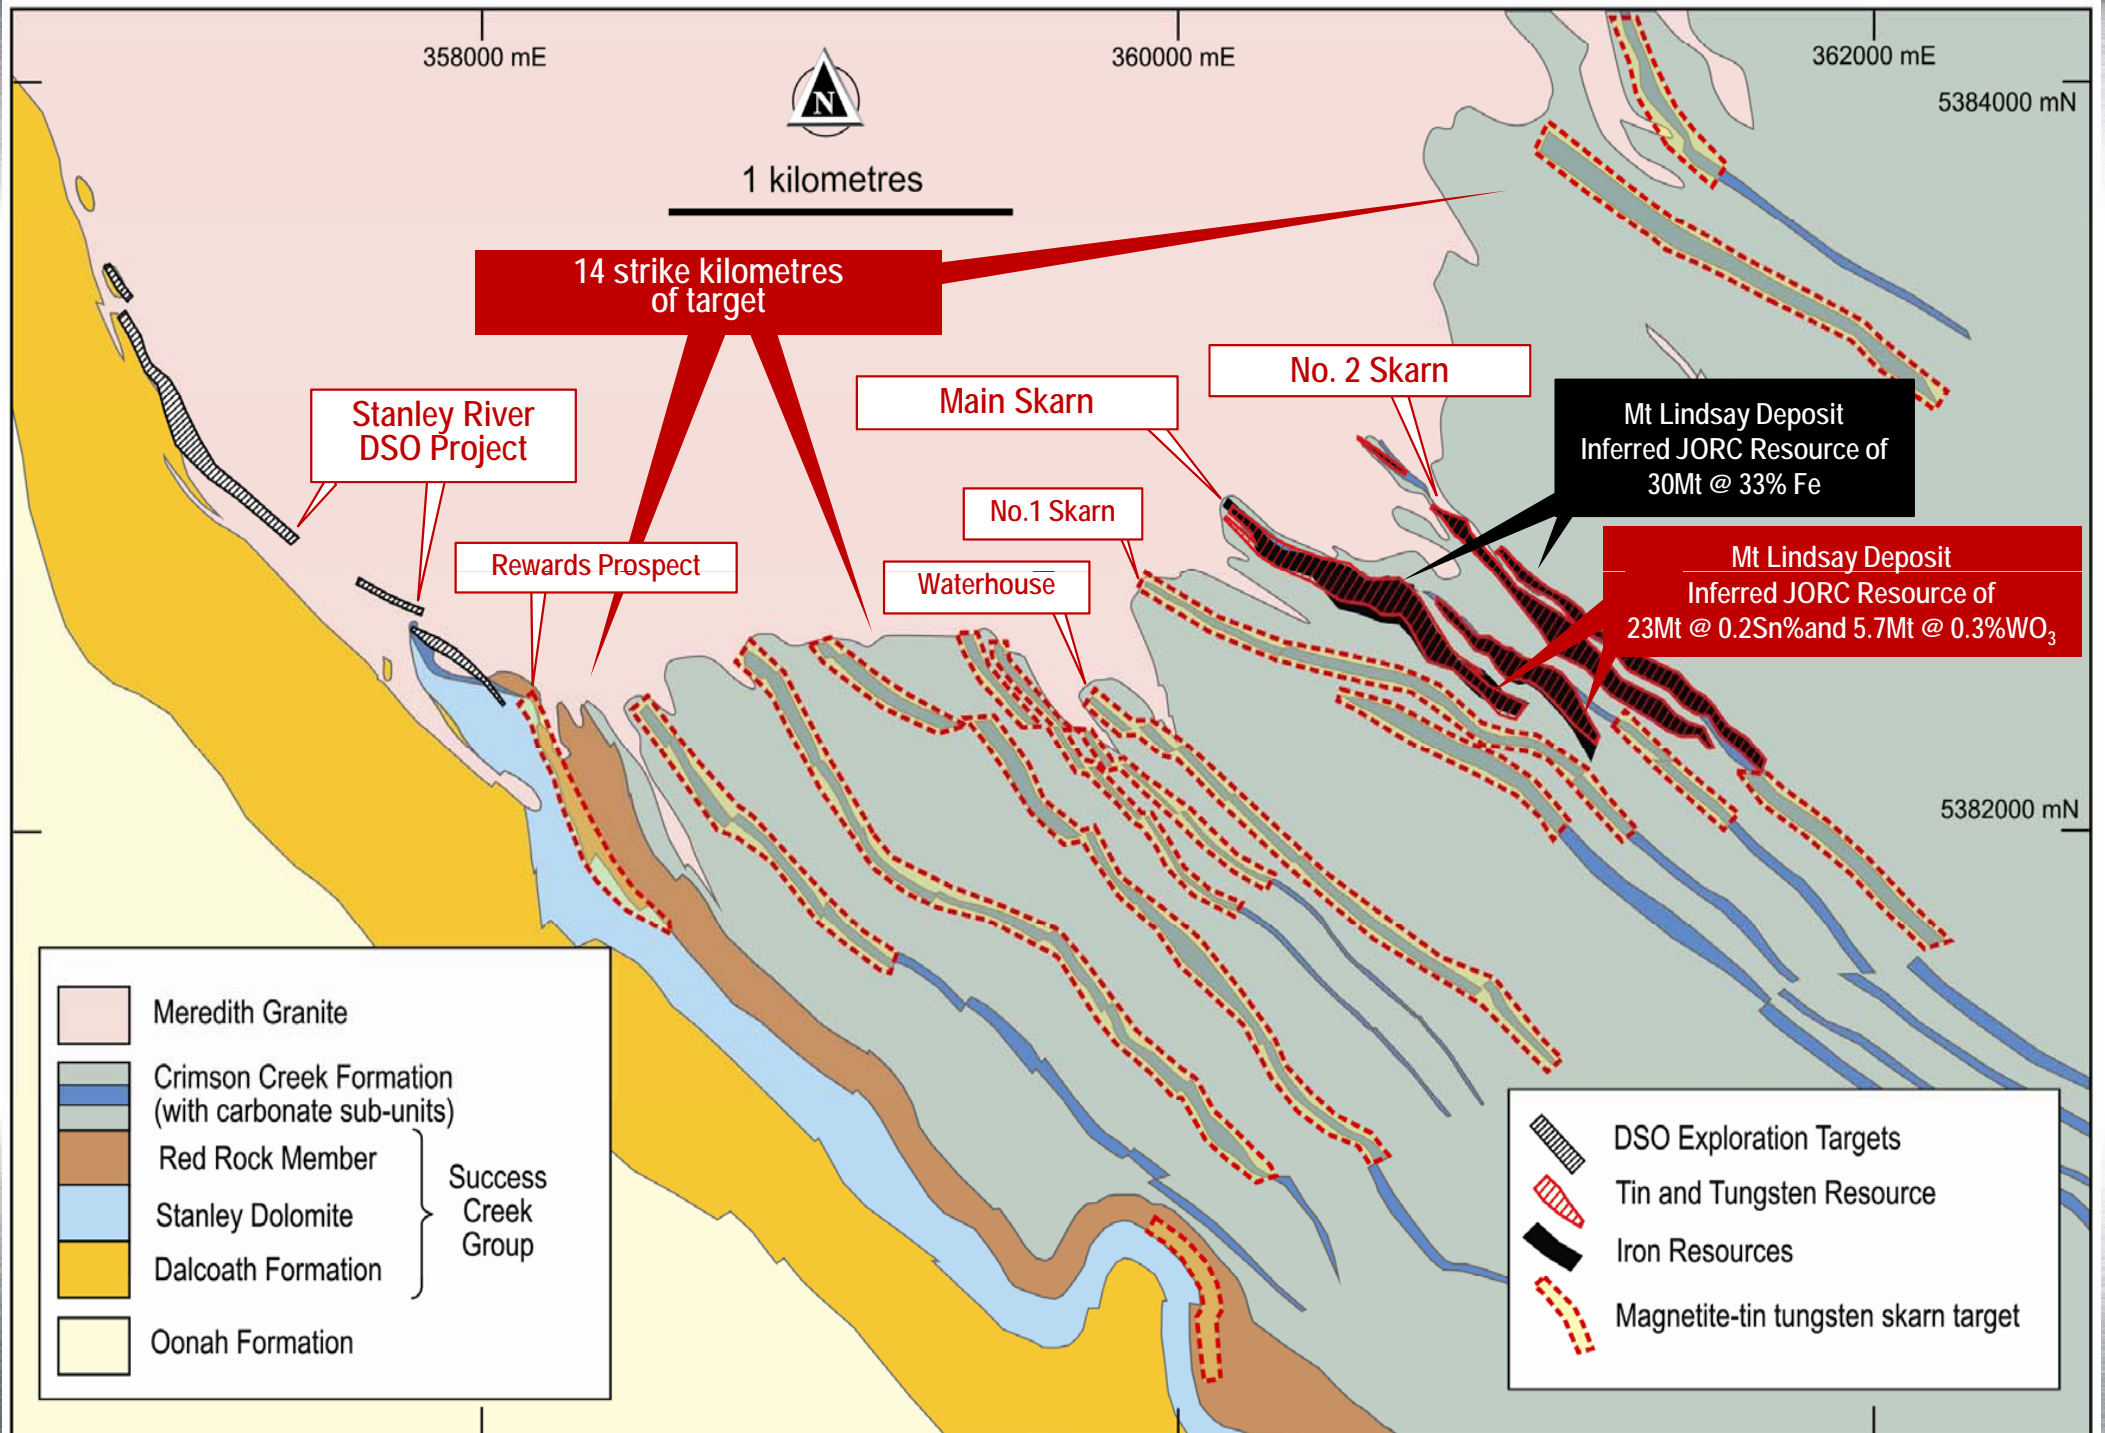 358000 mE
360000 mE
362000 mE
5384000 mN
N
1 kilometres
14 strike kilometres
of target
No. 2 Skarn
Main Skarn
Stanley River
DSO Project
Mt Lindsay Deposit
Inferred JORC Resource of
30Mt @ 33% Fe
No.1 Skarn
Rewards Prospect
Waterhouse
Mt Lindsay Deposit
Inferred JORC Resource of
23Mt @ 0.2Sn%and 5.7Mt @ 0.3%WO₃
5382000 mN
Meredith Granite
Crimson Creek Formation
(with carbonate sub-units)
Red Rock Member
Stanley Dolomite
Dalcoath Formation
Success
Creek
Group
Oonah Formation
DSO Exploration Targets
Tin and Tungsten Resource
Iron Resources
Magnetite-tin tungsten skarn target